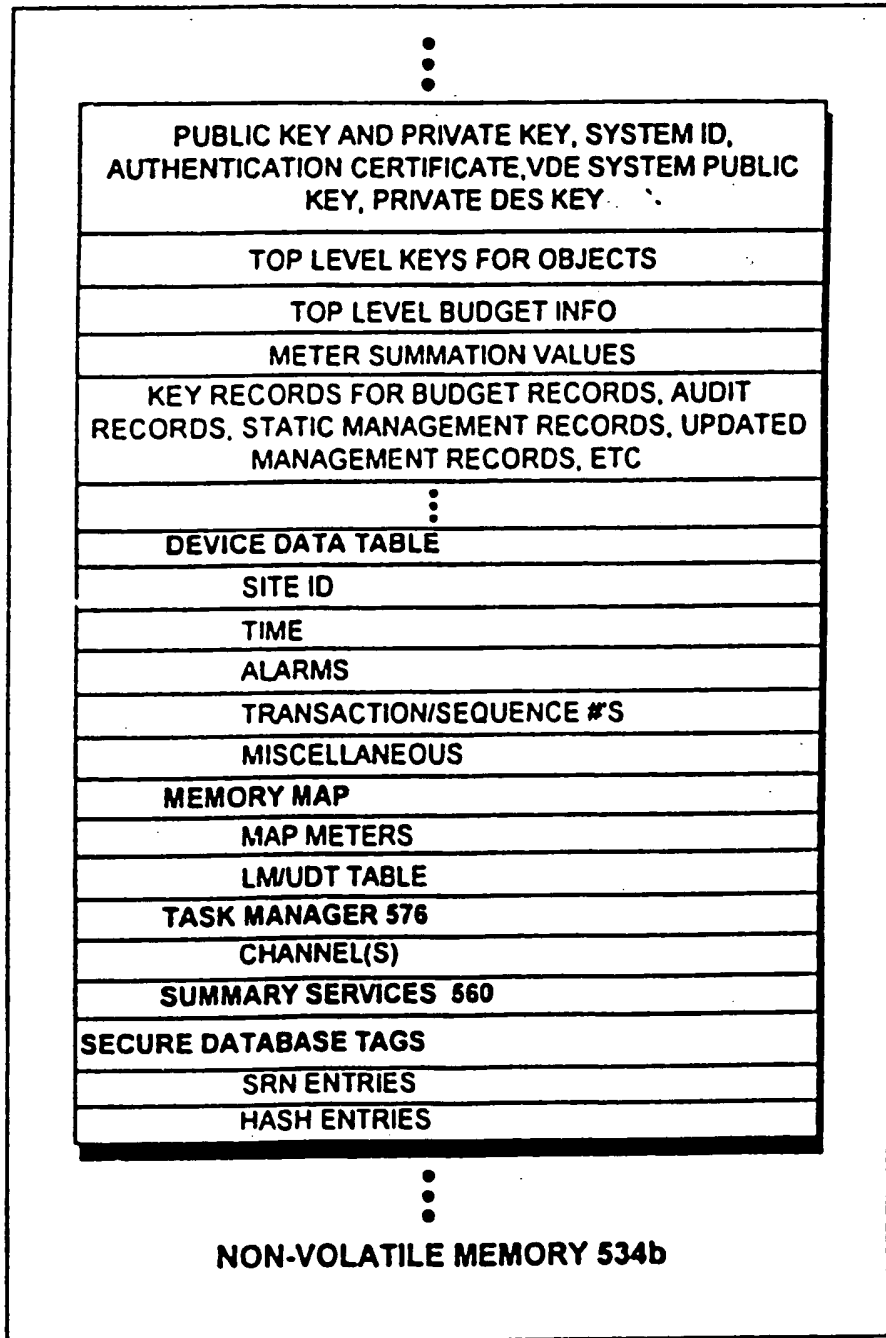 PUBLIC KEY AND PRIVATE KEY, SYSTEM ID,
AUTHENTICATION CERTIFICATE,VDE SYSTEM PUBLIC
KEY, PRIVATE DES KEY
TOP LEVEL KEYS FOR OBJECTS
TOP LEVEL BUDGET INFO
METER SUMMATION VALUES
KEY RECORDS FOR BUDGET RECORDS, AUDIT
RECORDS, STATIC MANAGEMENT RECORDS, UPDATED
MANAGEMENT RECORDS, ETC
DEVICE DATA TABLE
SITE ID
TIME
ALARMS
TRANSACTION/SEQUENCE #'S
MISCELLANEOUS
MEMORY MAP
MAP METERS
LM/UDT TABLE
TASK MANAGER 576
CHANNEL(S)
SUMMARY SERVICES 560
SECURE DATABASE TAGS
SRN ENTRIES
HASH ENTRIES
NON-VOLATILE MEMORY 534b